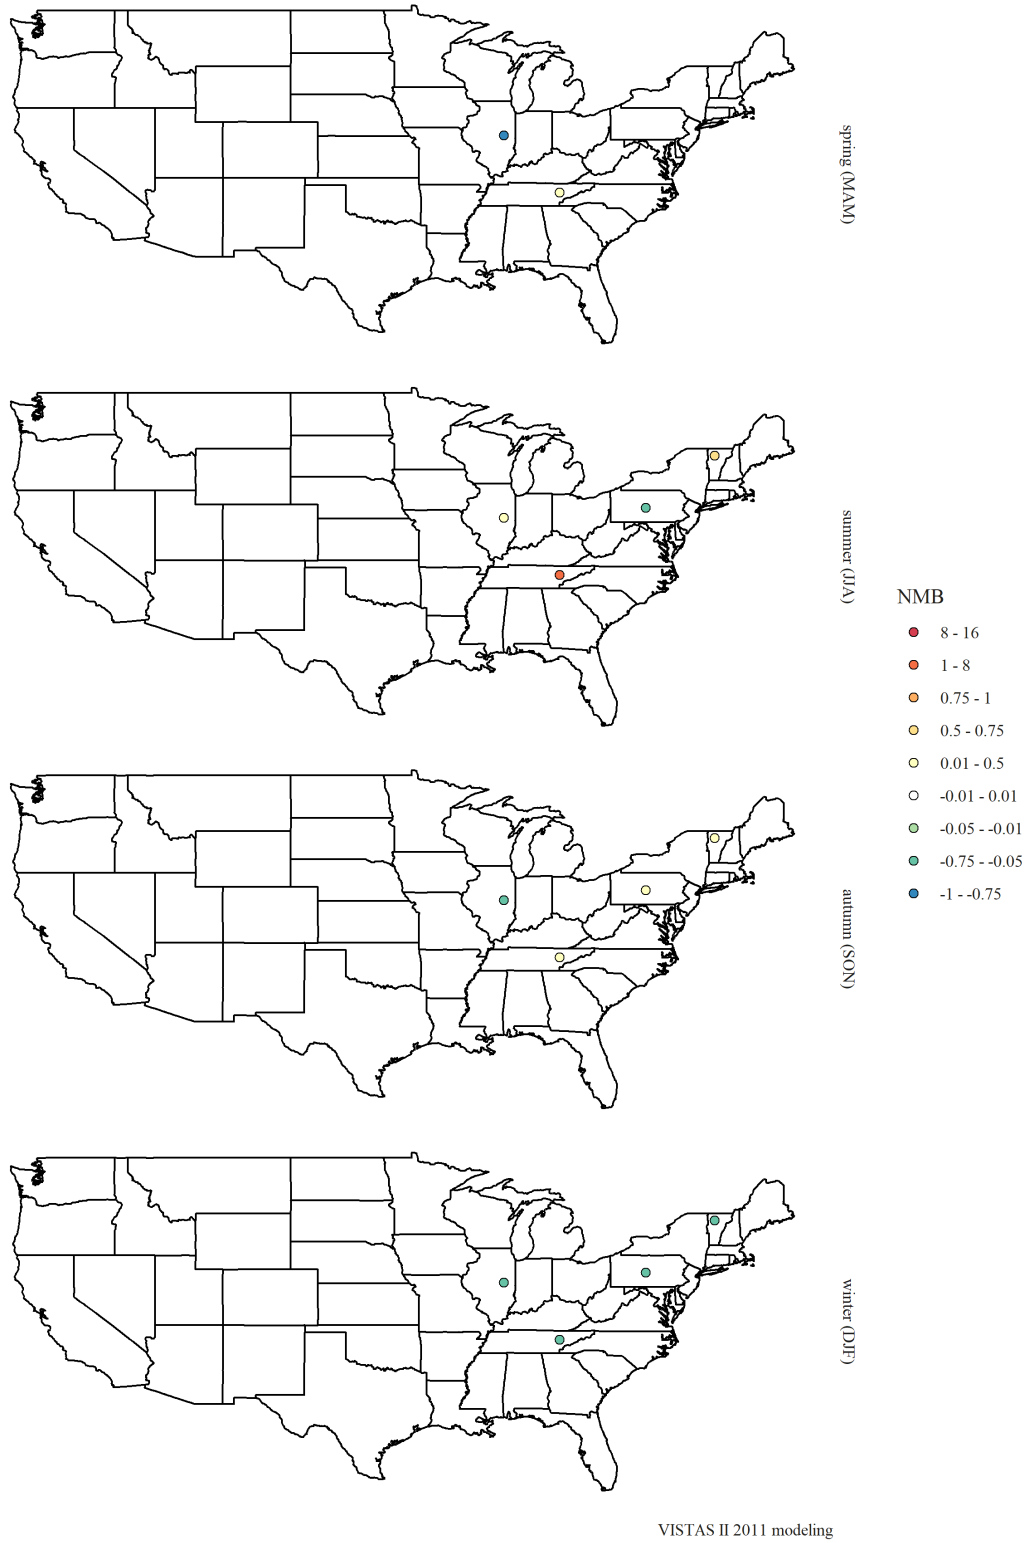 spring (MAM)
summer (JJA)
autumn (SON)
winter (DJF)
NMB
8 - 16
1 - 8
0.75 - 1
0.5 - 0.75
0.01 - 0.5
-0.01 - 0.01
-0.05 - -0.01
-0.75 - -0.05
-1 - -0.75
VISTAS II 2011 modeling